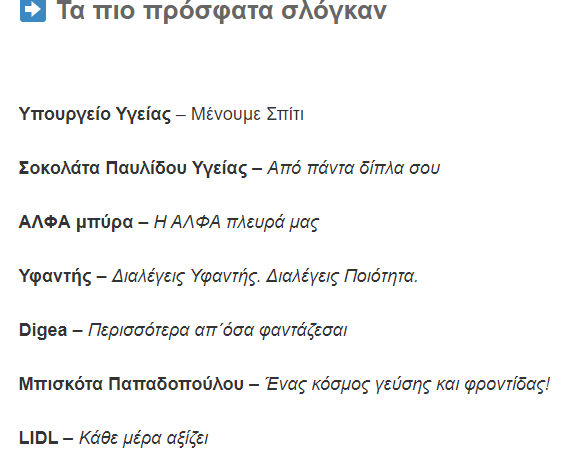 Τα πιο πρόσφατα σλόγκαν
Υπουργείο Υγείας – Μένουμε Σπίτι
Σοκολάτα Παυλίδου Υγείας – Από πάντα δίπλα σου
ΑΛΦΑ μπύρα – Η ΑΛΦΑ πλευρά μας
Υφαντής – Διαλέγεις Υφαντής. Διαλέγεις Ποιότητα.
Digea – Περισσότερα απ΄όσα φαντάζεσαι
Μπισκότα Παπαδοπούλου – Ένας κόσμος γεύσης και φροντίδας!
LIDL – Κάθε μέρα αξίζει